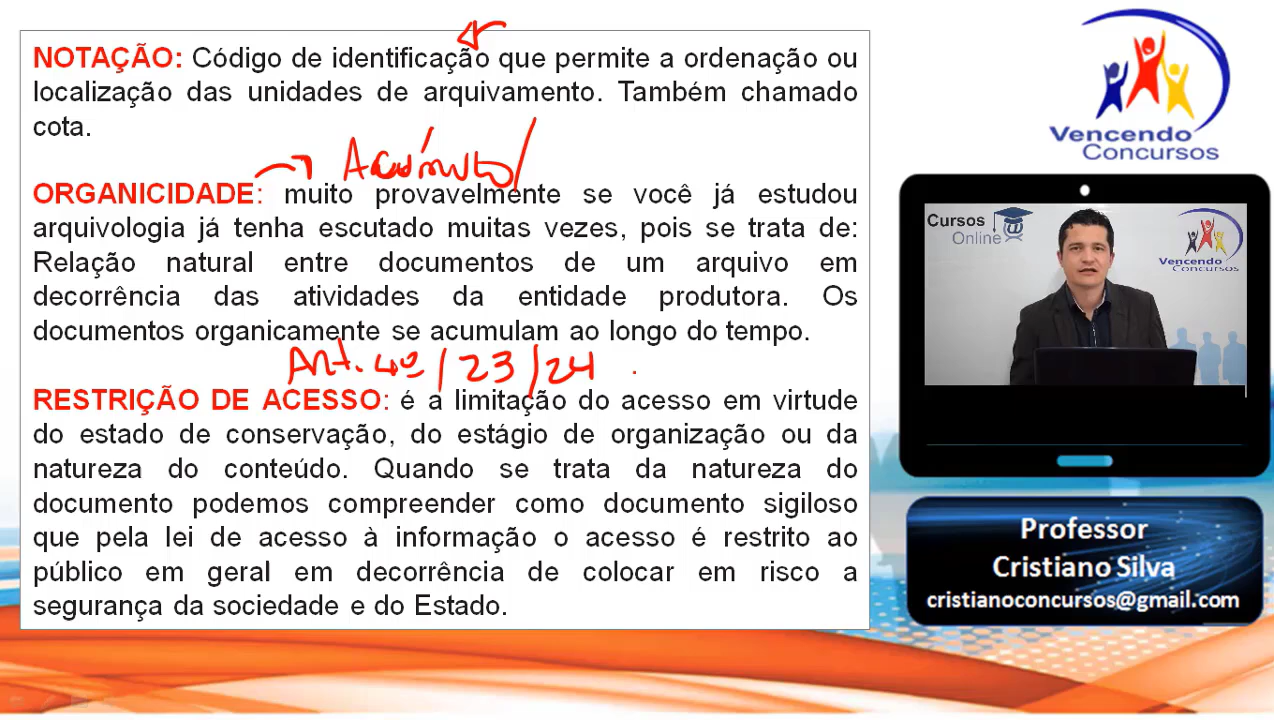 NOTAÇÃO: Código de identificação que permite a ordenação ou
localização das unidades de arquivamento. Também chamado
cota.
Acúmulo
ORGANICIDADE: muito provavelmente se você já estudou
arquivologia já tenha escutado muitas vezes, pois se trata de:
Relação natural entre documentos de um arquivo em
decorrência das atividades da entidade produtora. Os
documentos organicamente se acumulam ao longo do tempo.
Art. 4º / 23 / 24
RESTRIÇÃO DE ACESSO: é a limitação do acesso em virtude
do estado de conservação, do estágio de organização ou da
natureza do conteúdo. Quando se trata da natureza do
documento podemos compreender como documento sigiloso
que pela lei de acesso à informação o acesso é restrito ao
público em geral em decorrência de colocar em risco a
segurança da sociedade e do Estado.
Vencendo
Concursos
Cursos
Online
Vencendo
Concursos
Professor
Cristiano Silva
cristianoconcursos@gmail.com